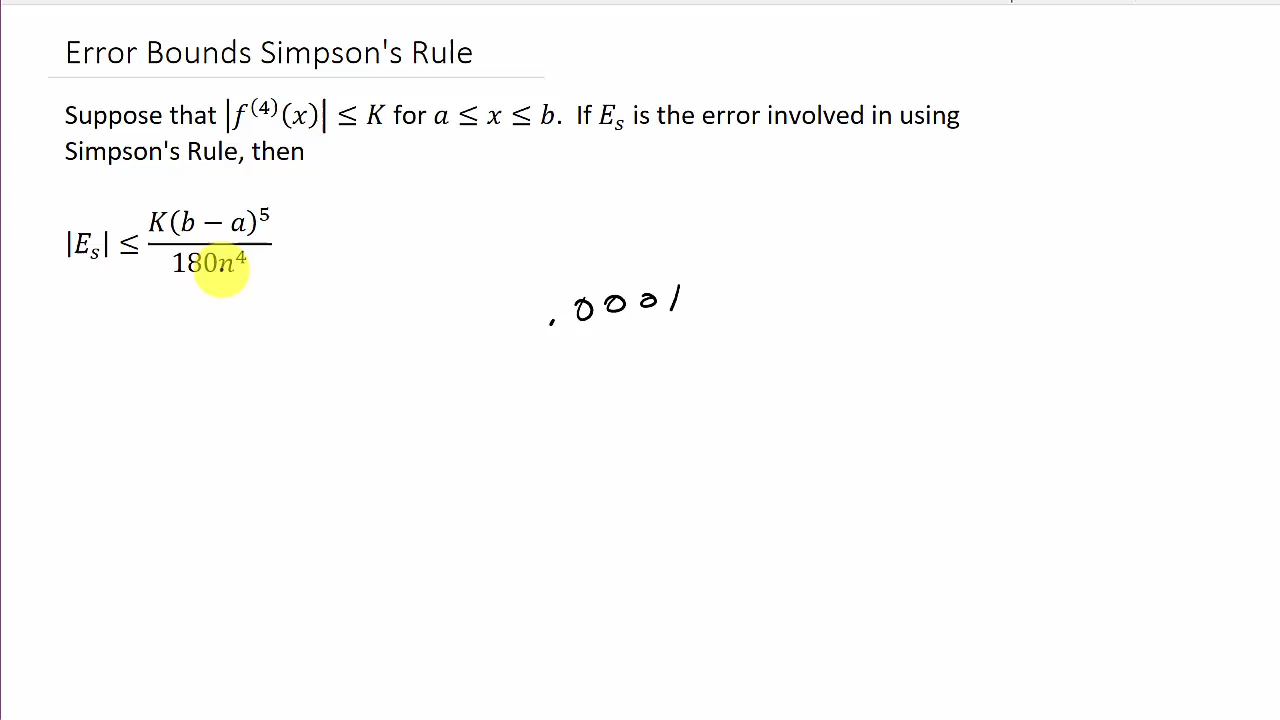 Error Bounds Simpson's Rule
Suppose that |f⁽⁴⁾(x)| ≤ K for a ≤ x ≤ b. If Eₛ is the error involved in using
Simpson's Rule, then
|Eₛ| ≤ K(b − a)⁵ / 180n⁴
.0001